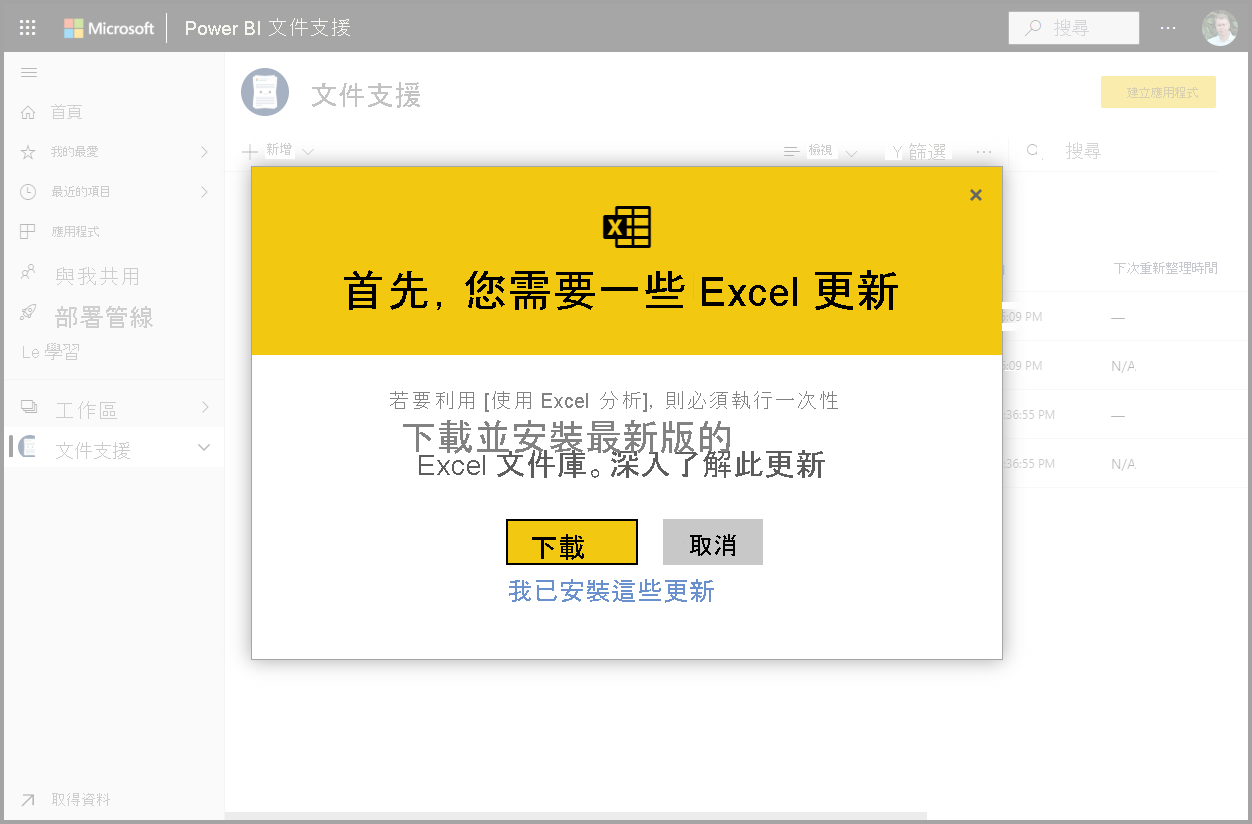 Microsoft
Power BI 文件支援
搜尋
首頁
我的最愛
最近的項目
應用程式
與我共用
部署管線
Le 學習
工作區
文件支援
取得資料
文件支援
建立應用程式
新增
檢視
篩選
搜尋
下次重新整理時間
5:09 PM
—
5:09 PM
N/A
:36:55 PM
—
:36:55 PM
N/A
首先, 您需要一些 Excel 更新
若要利用 [使用 Excel 分析], 則必須執行一次性
下載並安裝最新版的
Excel 文件庫。深入了解此更新
下載
取消
我已安裝這些更新